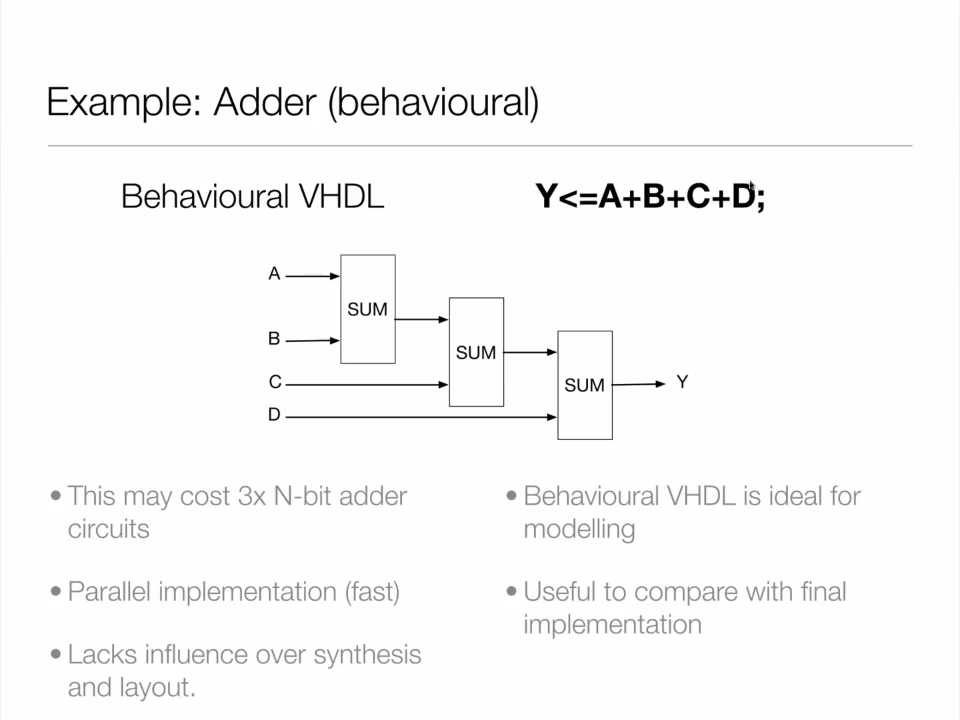 Example: Adder (behavioural)
Behavioural VHDL
Y<=A+B+C+D;
A
SUM
B
SUM
C
SUM
Y
D
• This may cost 3x N-bit adder
circuits
• Parallel implementation (fast)
• Lacks influence over synthesis
and layout.
• Behavioural VHDL is ideal for
modelling
• Useful to compare with final
implementation